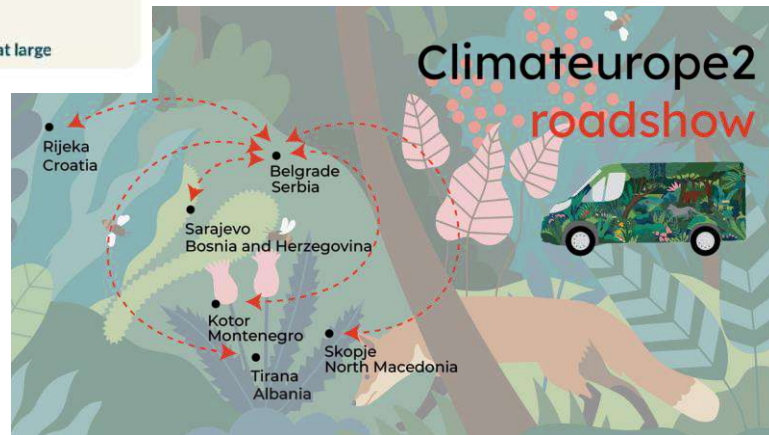 at large
Climateurope2
roadshow
Rijeka
Croatia
Belgrade
Serbia
Sarajevo
Bosnia and Herzegovina
Kotor
Montenegro
Skopje
North Macedonia
Tirana
Albania